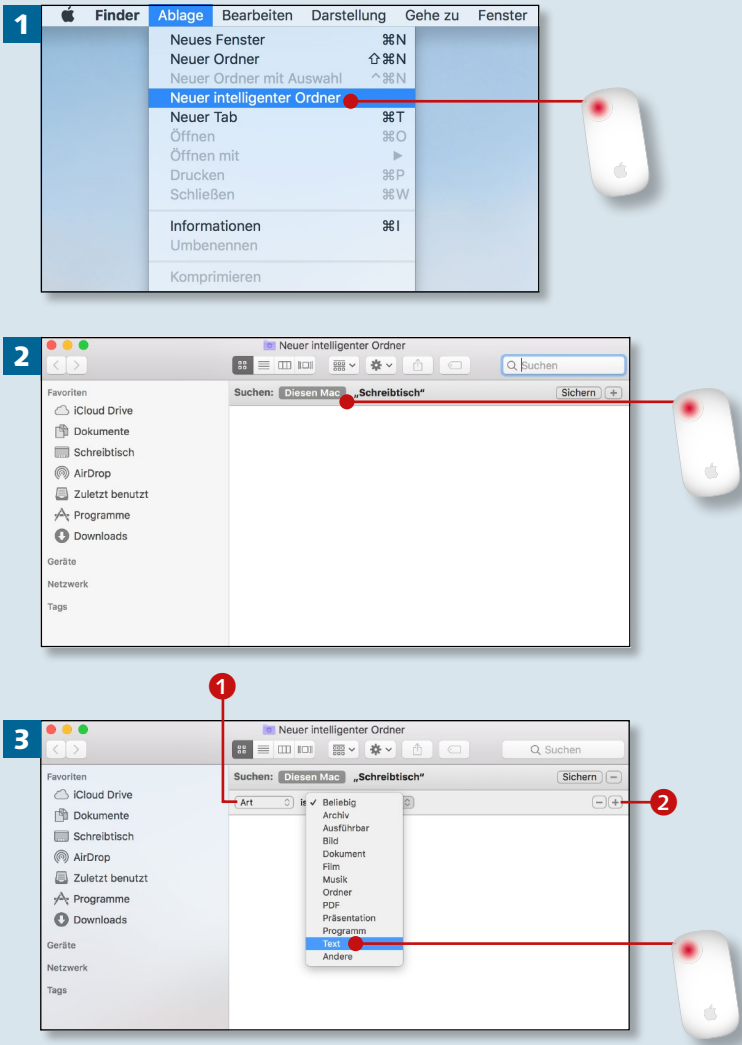 1
Finder Ablage Bearbeiten Darstellung Gehe zu Fenster
Neues Fenster ⌘N
Neuer Ordner ⇧⌘N
Neuer Ordner mit Auswahl ^⌘N
Neuer intelligenter Ordner
Neuer Tab ⌘T
Öffnen ⌘O
Öffnen mit ▶
Drucken ⌘P
Schließen ⌘W
Informationen ⌘I
Umbenennen
Komprimieren
2
Neuer intelligenter Ordner
Suchen
Favoriten
iCloud Drive
Dokumente
Schreibtisch
AirDrop
Zuletzt benutzt
Programme
Downloads
Geräte
Netzwerk
Tags
Suchen: Diesen Mac „Schreibtisch“ Sichern +
1
3
Neuer intelligenter Ordner
Suchen
Favoriten
iCloud Drive
Dokumente
Schreibtisch
AirDrop
Zuletzt benutzt
Programme
Downloads
Geräte
Netzwerk
Tags
Suchen: Diesen Mac „Schreibtisch“ Sichern −
Art ✓ Beliebig − + 2
Archiv
Ausführbar
Bild
Dokument
Film
Musik
Ordner
PDF
Präsentation
Programm
Text
Andere